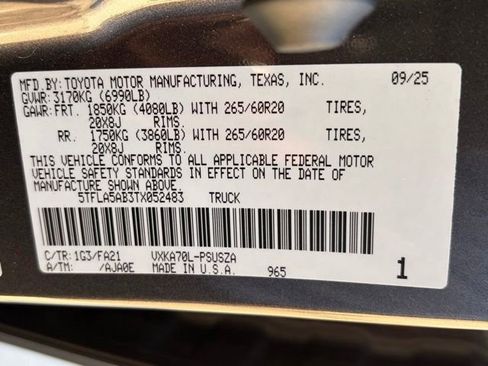 MFD.BY:TOYOTA MOTOR MANUFACTURING, TEXAS, INC. 09/25
GVWR:3170KG (6990LB)
GAWR:FRT. 1850KG (4080LB) WITH 265/60R20 TIRES,
20X8J RIMS.
RR. 1750KG (3860LB) WITH 265/60R20 TIRES,
20X8J RIMS.
THIS VEHICLE CONFORMS TO ALL APPLICABLE FEDERAL MOTOR
VEHICLE SAFETY STANDARDS IN EFFECT ON THE DATE OF
MANUFACTURE SHOWN ABOVE.
5TFLA5AB3TX052483 TRUCK
C/TR:1G3/FA21 VXKA70L-PSUSZA
A/TM: /AJA0E MADE IN U.S.A. 965 1